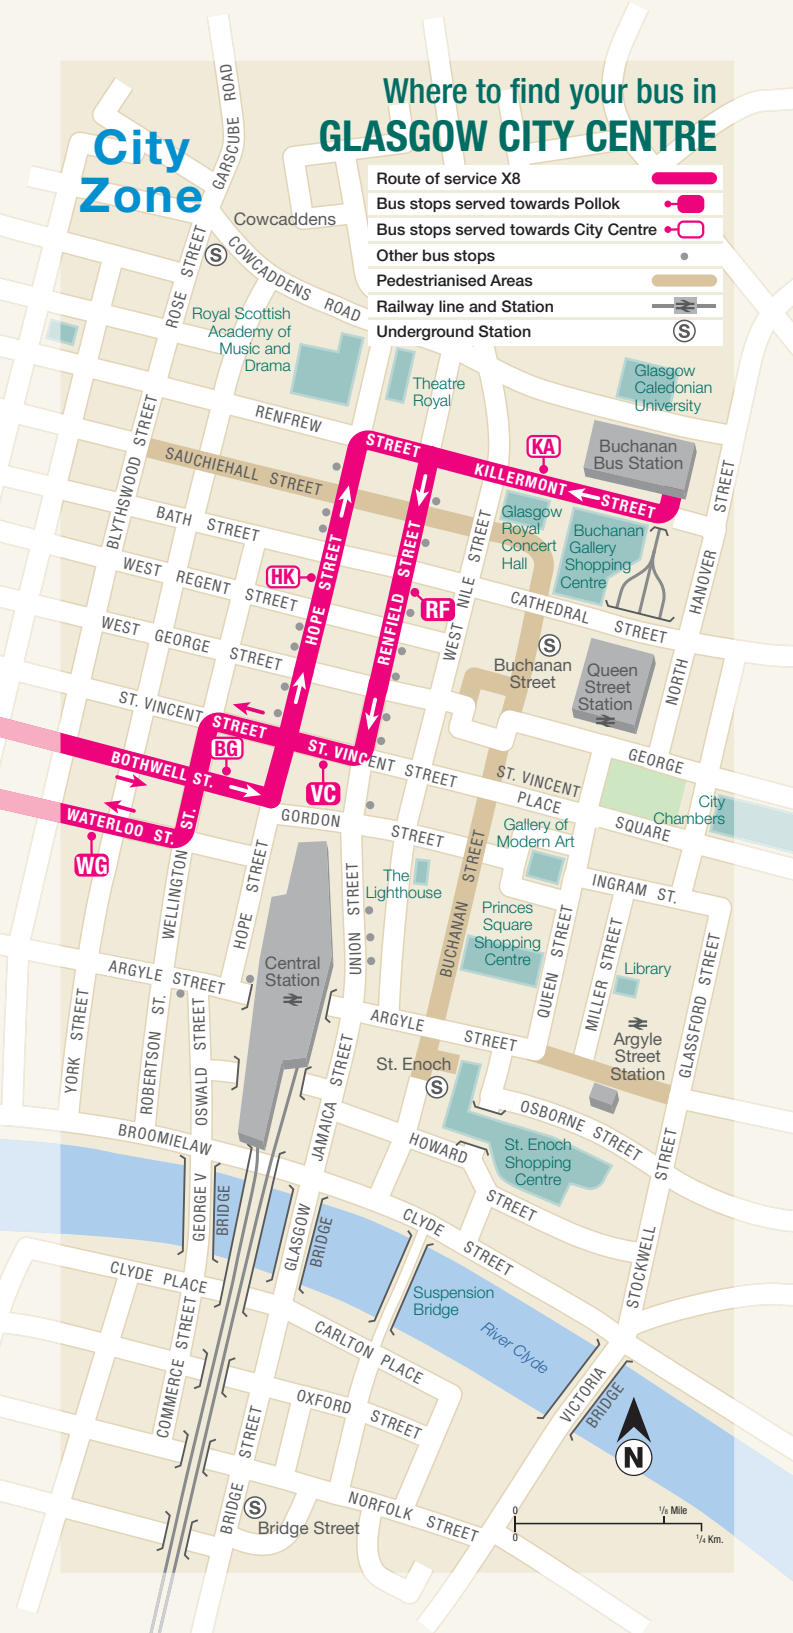 Where to find your bus in
GLASGOW CITY CENTRE
City
Zone
Route of service X8
Bus stops served towards Pollok
Bus stops served towards City Centre
Other bus stops
Pedestrianised Areas
Railway line and Station
Underground Station
S
GARSCUBE ROAD
Cowcaddens
S
COWCADDENS ROAD
ROSE STREET
Royal Scottish
Academy of
Music and
Drama
Theatre
Royal
Glasgow
Caledonian
University
RENFREW
STREET
KA
KILLERMONT
STREET
Buchanan
Bus Station
SAUCHIEHALL STREET
BLYTHSWOOD STREET
BATH STREET
Glasgow
Royal
Concert
Hall
Buchanan
Gallery
Shopping
Centre
HANOVER
STREET
NORTH
WEST REGENT STREET
HK
HOPE STREET
RENFIELD STREET
RF
WEST NILE STREET
CATHEDRAL STREET
WEST GEORGE STREET
S
Buchanan
Street
Queen
Street
Station
ST. VINCENT
STREET
ST. VINCENT STREET
BG
BOTHWELL ST.
VC
WATERLOO ST.
WG
WELLINGTON
ST.
ST. VINCENT
PLACE
GEORGE
SQUARE
City
Chambers
GORDON
STREET
Gallery of
Modern Art
The
Lighthouse
HOPE STREET
UNION STREET
BUCHANAN STREET
INGRAM ST.
Princes
Square
Shopping
Centre
QUEEN STREET
MILLER STREET
Library
GLASSFORD STREET
Central
Station
ARGYLE STREET
ARGYLE STREET
Argyle
Street
Station
YORK STREET
ROBERTSON ST.
OSWALD STREET
JAMAICA STREET
St. Enoch
S
OSBORNE STREET
BROOMIELAW
HOWARD
STREET
St. Enoch
Shopping
Centre
STOCKWELL
STREET
GEORGE V
BRIDGE
GLASGOW
BRIDGE
CLYDE STREET
CLYDE PLACE
Suspension
Bridge
River Clyde
CARLTON PLACE
COMMERCE STREET
OXFORD STREET
VICTORIA
BRIDGE
N
BRIDGE STREET
S
Bridge Street
NORFOLK STREET
0
1/8 Mile
0
1/4 Km.